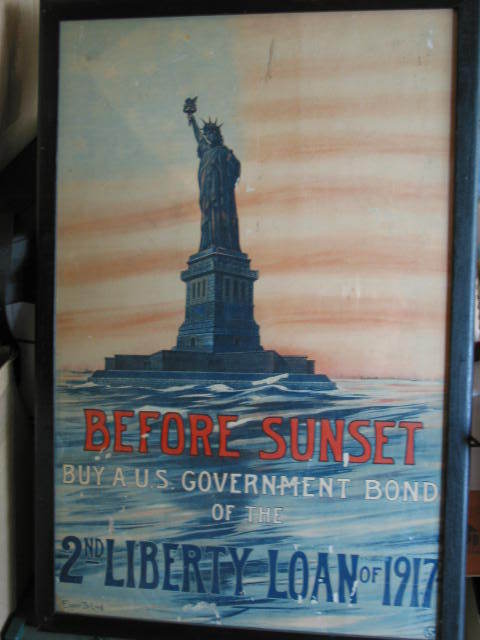 BEFORE SUNSET
BUY A U.S. GOVERNMENT BOND
OF THE
2ND LIBERTY LOAN OF 1917